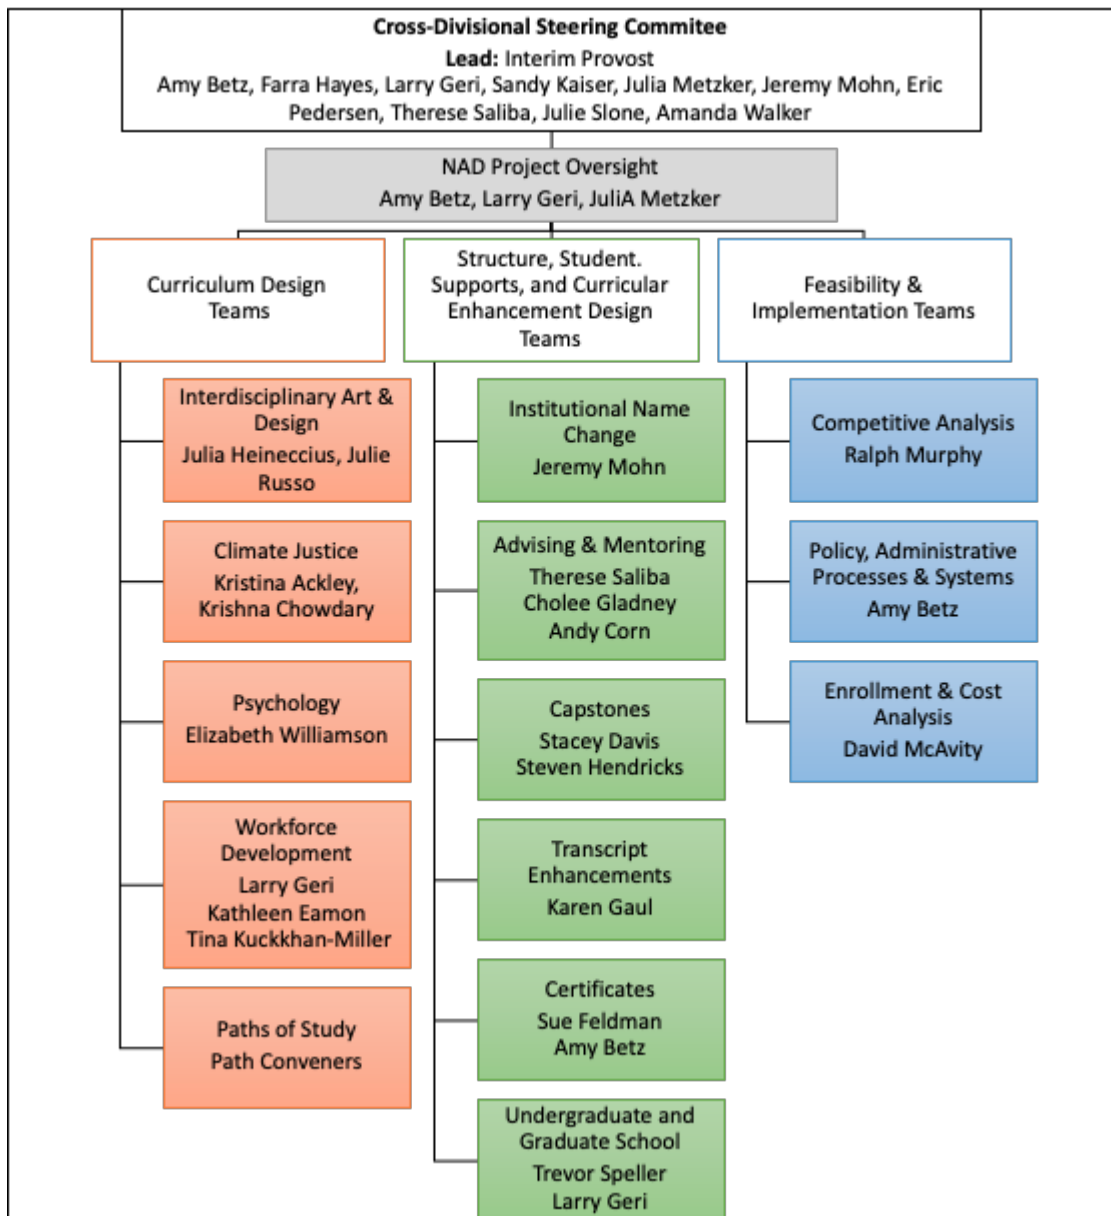 Cross-Divisional Steering Commitee
Lead: Interim Provost
Amy Betz, Farra Hayes, Larry Geri, Sandy Kaiser, Julia Metzker, Jeremy Mohn, Eric
Pedersen, Therese Saliba, Julie Slone, Amanda Walker
NAD Project Oversight
Amy Betz, Larry Geri, JuliA Metzker
Curriculum Design
Teams
Interdisciplinary Art &
Design
Julia Heineccius, Julie
Russo
Climate Justice
Kristina Ackley,
Krishna Chowdary
Psychology
Elizabeth Williamson
Workforce
Development
Larry Geri
Kathleen Eamon
Tina Kuckkhan-Miller
Paths of Study
Path Conveners
Structure, Student.
Supports, and Curricular
Enhancement Design
Teams
Institutional Name
Change
Jeremy Mohn
Advising & Mentoring
Therese Saliba
Cholee Gladney
Andy Corn
Capstones
Stacey Davis
Steven Hendricks
Transcript
Enhancements
Karen Gaul
Certificates
Sue Feldman
Amy Betz
Undergraduate and
Graduate School
Trevor Speller
Larry Geri
Feasibility &
Implementation Teams
Competitive Analysis
Ralph Murphy
Policy, Administrative
Processes & Systems
Amy Betz
Enrollment & Cost
Analysis
David McAvity